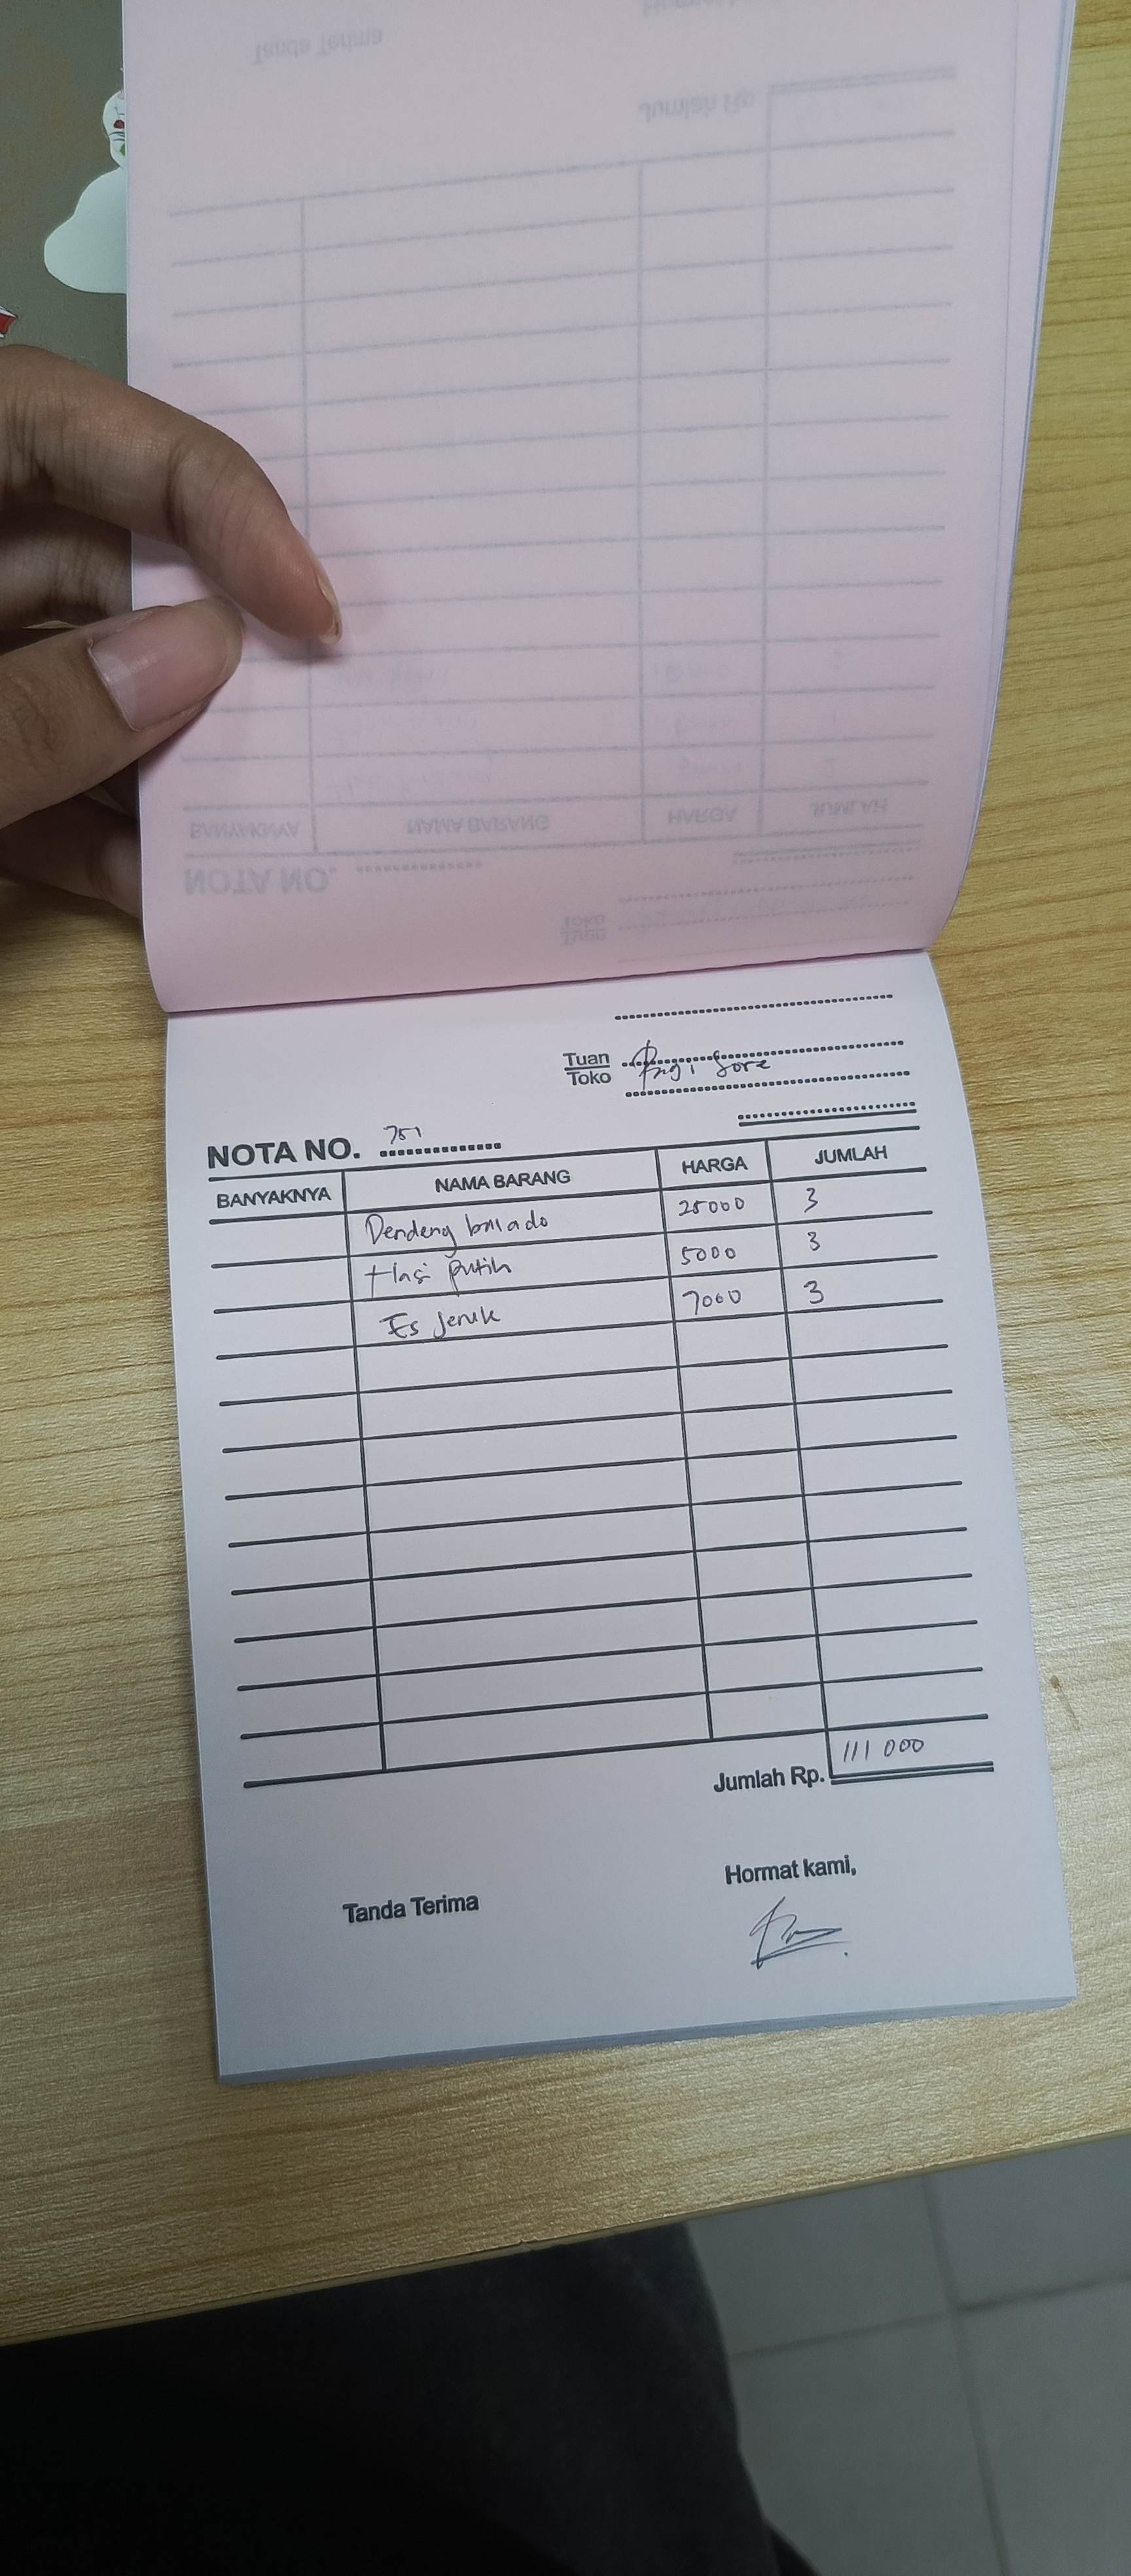 Tuan
Toko
Pagi Sore
NOTA NO. 751
BANYAKNYA NAMA BARANG HARGA JUMLAH
Dendeng balado 25000 3
Nasi putih 5000 3
Es Jeruk 7000 3
Jumlah Rp. 111 000
Tanda Terima Hormat kami,